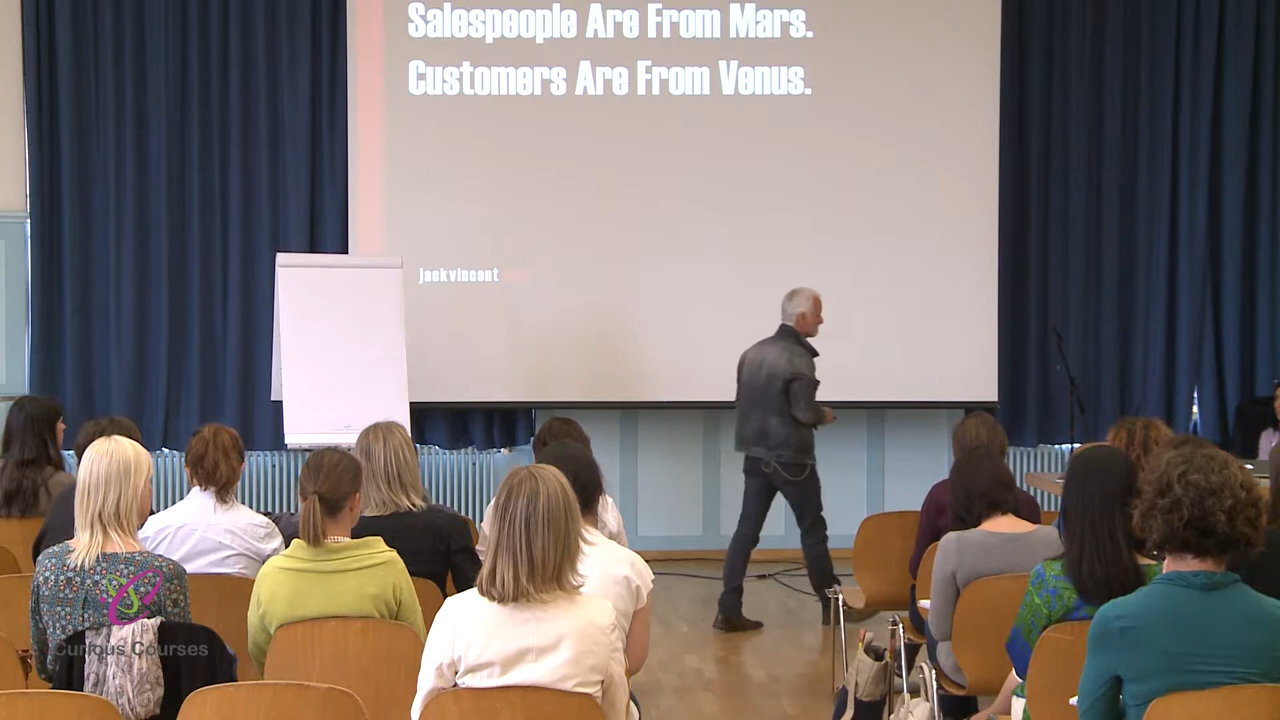 Salespeople Are From Mars.
Customers Are From Venus.
jackvincent
Curious Courses